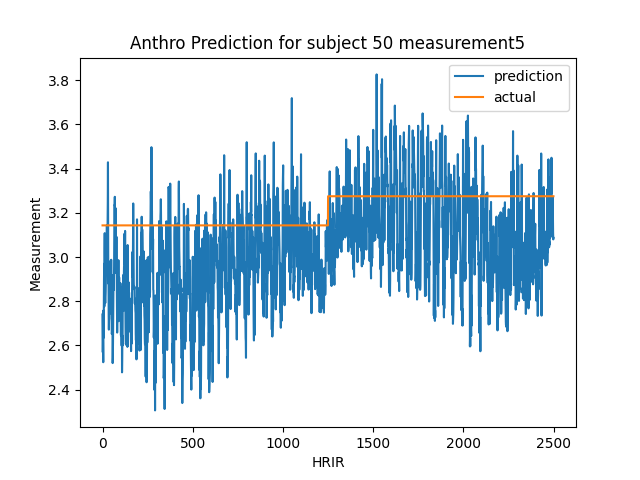 Anthro Prediction for subject 50 measurement5
prediction
actual
3.8
3.6
3.4
3.2
3.0
2.8
2.6
2.4
Measurement
0
500
1000
1500
2000
2500
HRIR